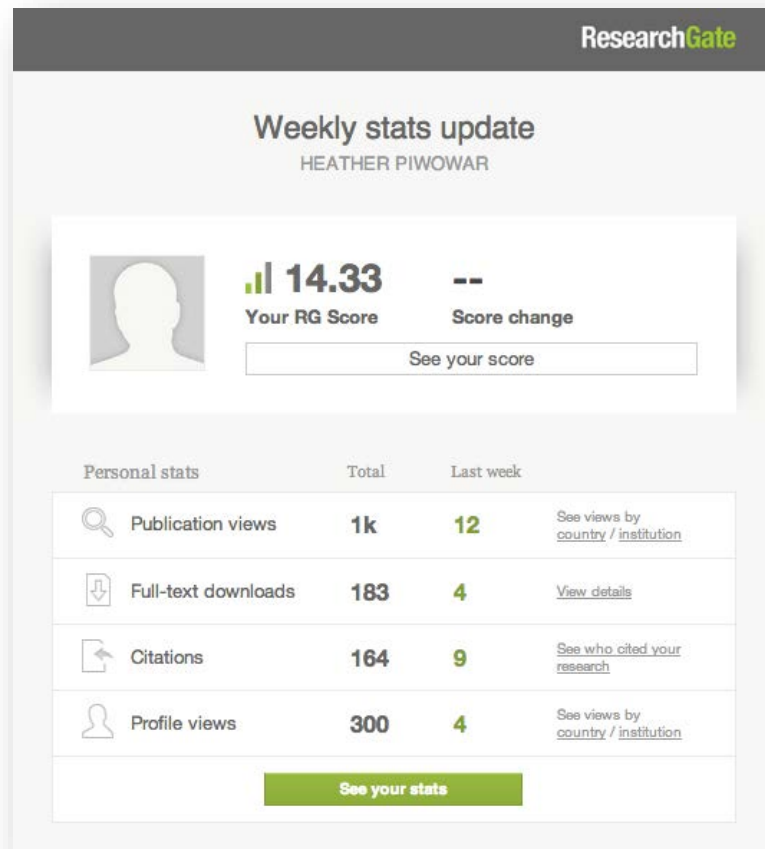 ResearchGate
Weekly stats update
HEATHER PIWOWAR
14.33 --
Your RG Score Score change
See your score
Personal stats Total Last week
Publication views 1k 12 See views by
country / institution
Full-text downloads 183 4 View details
Citations 164 9 See who cited your
research
Profile views 300 4 See views by
country / institution
See your stats